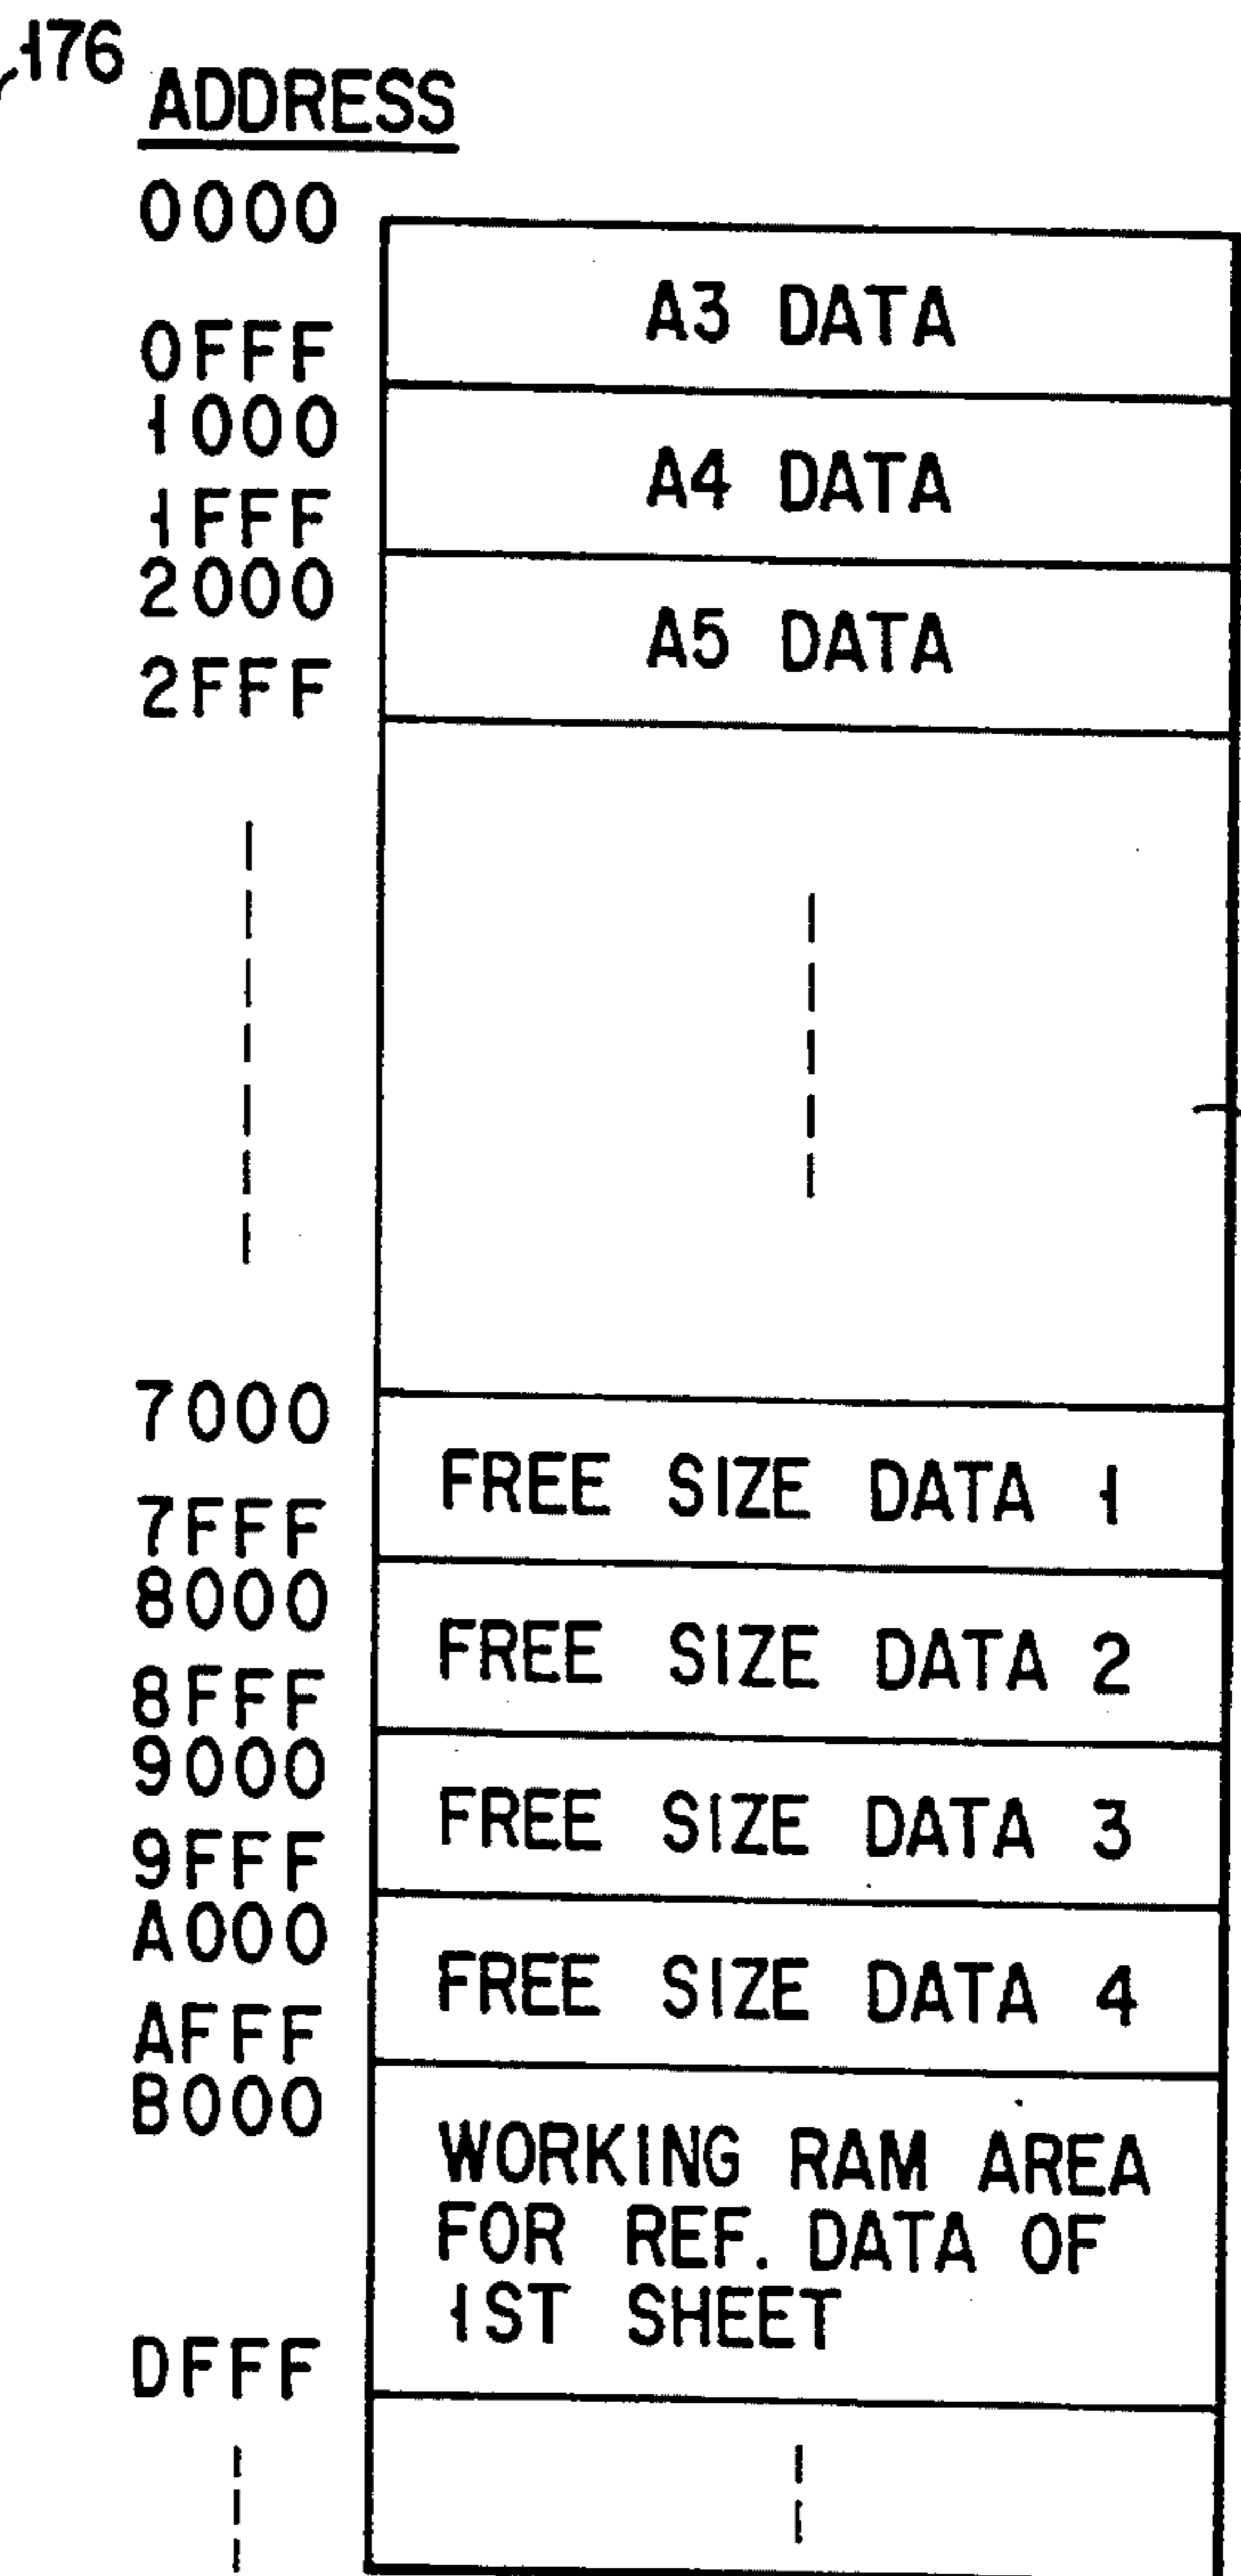 176
ADDRESS
0000
A3 DATA
0FFF
1000
A4 DATA
1FFF
2000
A5 DATA
2FFF
7000
FREE SIZE DATA 1
7FFF
8000
FREE SIZE DATA 2
8FFF
9000
FREE SIZE DATA 3
9FFF
A000
FREE SIZE DATA 4
AFFF
B000
WORKING RAM AREA
FOR REF. DATA OF
1ST SHEET
DFFF